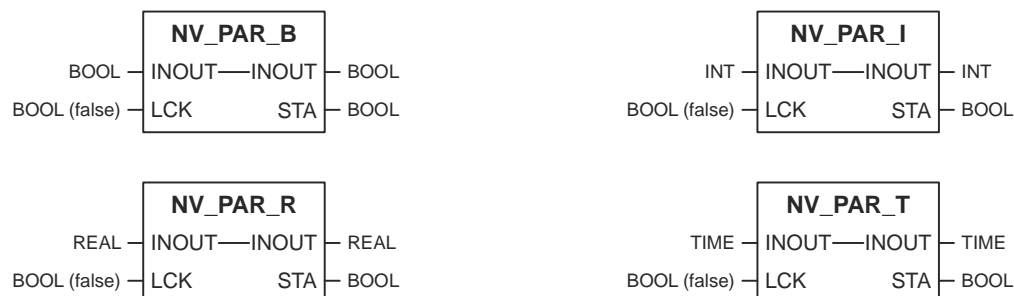 NV_PAR_B
BOOL INOUT INOUT BOOL
BOOL (false) LCK STA BOOL
NV_PAR_I
INT INOUT INOUT INT
BOOL (false) LCK STA BOOL
NV_PAR_R
REAL INOUT INOUT REAL
BOOL (false) LCK STA BOOL
NV_PAR_T
TIME INOUT INOUT TIME
BOOL (false) LCK STA BOOL